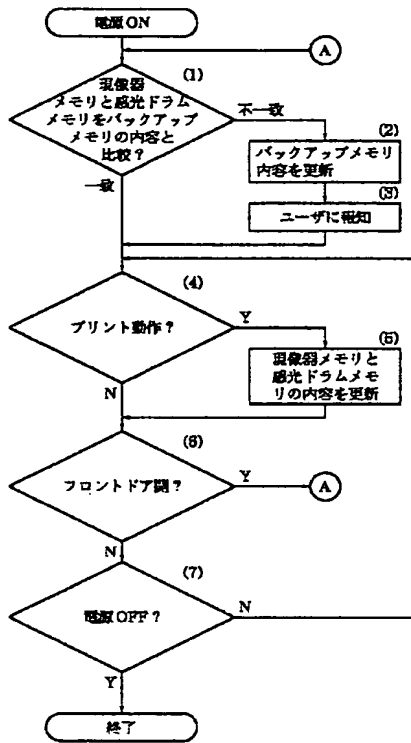 電源ON
A
(1)
現像器
メモリと感光ドラム
メモリをバックアップ
メモリの内容と
比較？
不一致
一致
(2)
バックアップメモリ
内容を更新
(3)
ユーザに報知
(4)
プリント動作？
Y
N
(5)
現像器メモリと
感光ドラムメモ
リの内容を更新
(6)
フロントドア開？
Y
A
N
(7)
電源OFF？
N
Y
終了